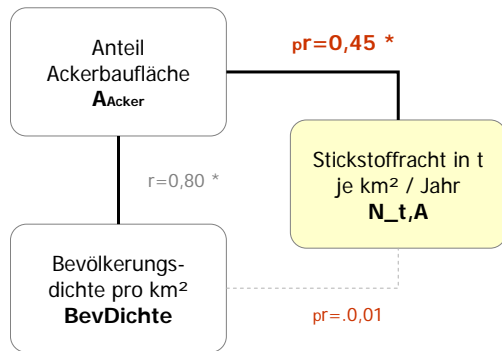 Anteil
Ackerbaufläche
AAcker
pr=0,45 *
Stickstoffracht in t
je km² / Jahr
N_t,A
r=0,80 *
Bevölkerungs-
dichte pro km²
BevDichte
pr=.0,01